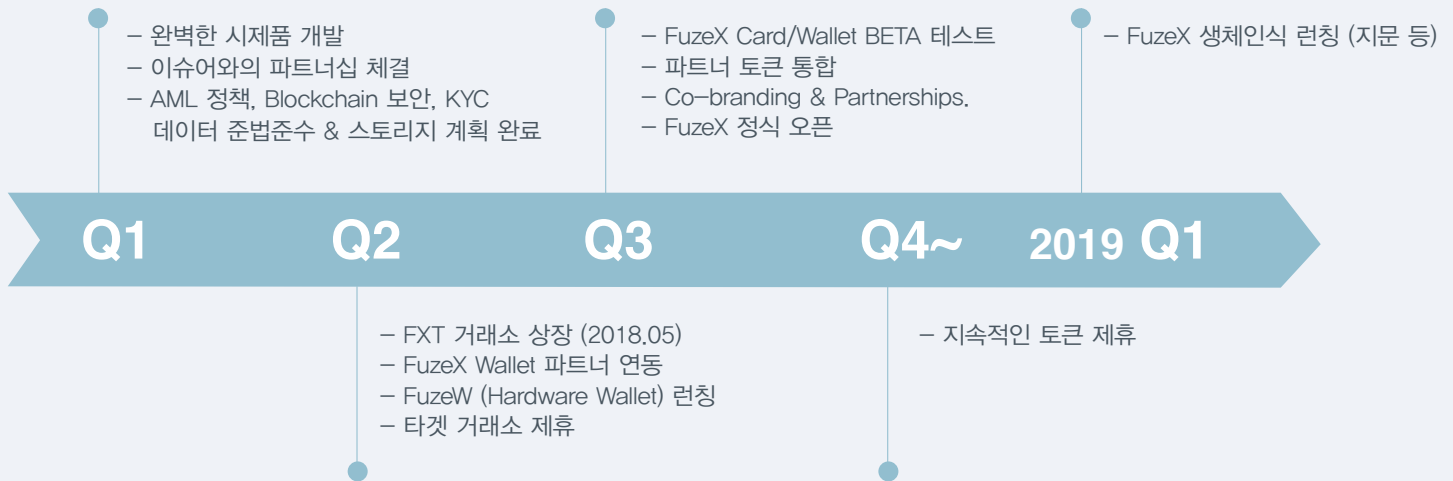 – 완벽한 시제품 개발
– 이슈어와의 파트너십 체결
– AML 정책, Blockchain 보안, KYC
데이터 준법준수 & 스토리지 계획 완료
– FuzeX Card/Wallet BETA 테스트
– 파트너 토큰 통합
– Co-branding & Partnerships.
– FuzeX 정식 오픈
– FuzeX 생체인식 런칭 (지문 등)
Q1 Q2 Q3 Q4~ 2019 Q1
– FXT 거래소 상장 (2018.05)
– FuzeX Wallet 파트너 연동
– FuzeW (Hardware Wallet) 런칭
– 타겟 거래소 제휴
– 지속적인 토큰 제휴